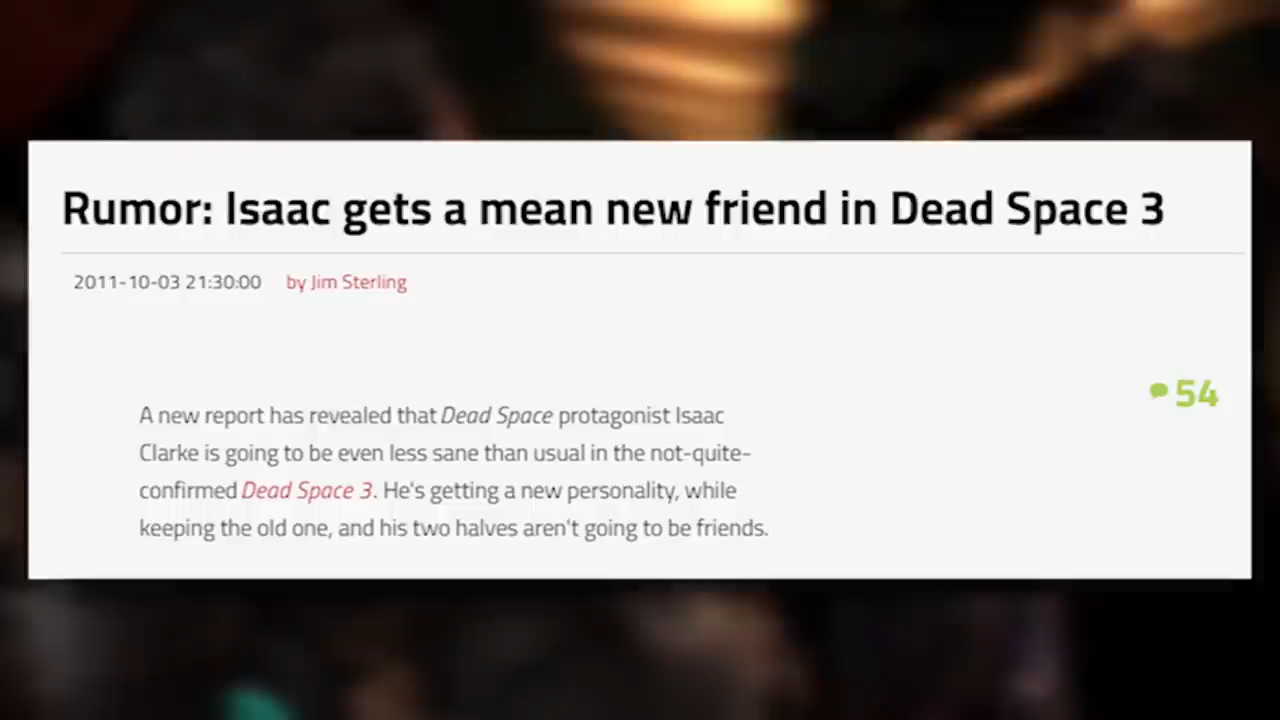 Rumor: Isaac gets a mean new friend in Dead Space 3
2011-10-03 21:30:00 by Jim Sterling
54
A new report has revealed that Dead Space protagonist Isaac
Clarke is going to be even less sane than usual in the not-quite-
confirmed Dead Space 3. He's getting a new personality, while
keeping the old one, and his two halves aren't going to be friends.